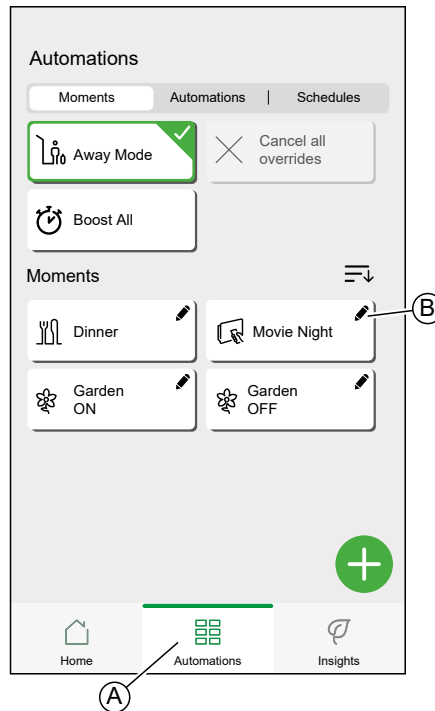 Automations
Moments Automations | Schedules
Away Mode
Cancel all
overrides
Boost All
Moments
B
Dinner
Movie Night
Garden
ON
Garden
OFF
Home Automations Insights
A